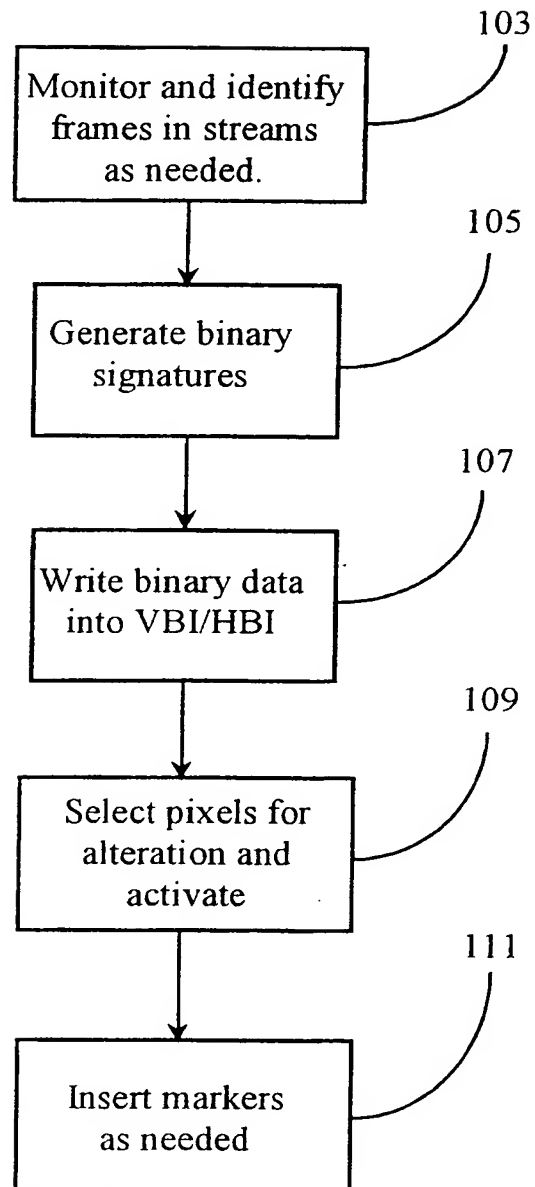 103
Monitor and identify
frames in streams
as needed.
105
Generate binary
signatures
107
Write binary data
into VBI/HBI
109
Select pixels for
alteration and
activate
111
Insert markers
as needed